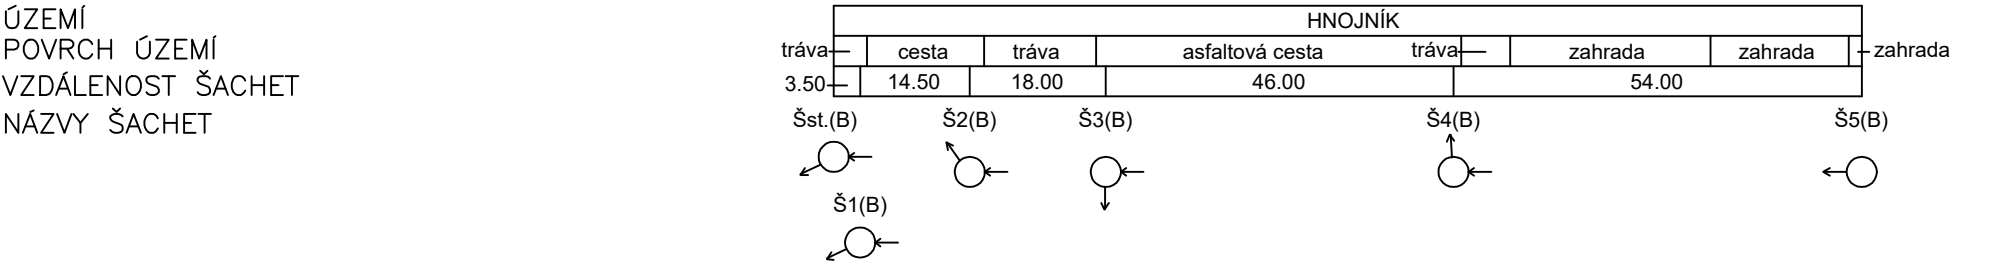 ÚZEMÍ HNOJNÍK
POVRCH ÚZEMÍ tráva cesta tráva asfaltová cesta tráva zahrada zahrada zahrada
VZDÁLENOST ŠACHET 3.50 14.50 18.00 46.00 54.00
NÁZVY ŠACHET Šst.(B) Š2(B) Š3(B) Š4(B) Š5(B)
Š1(B)